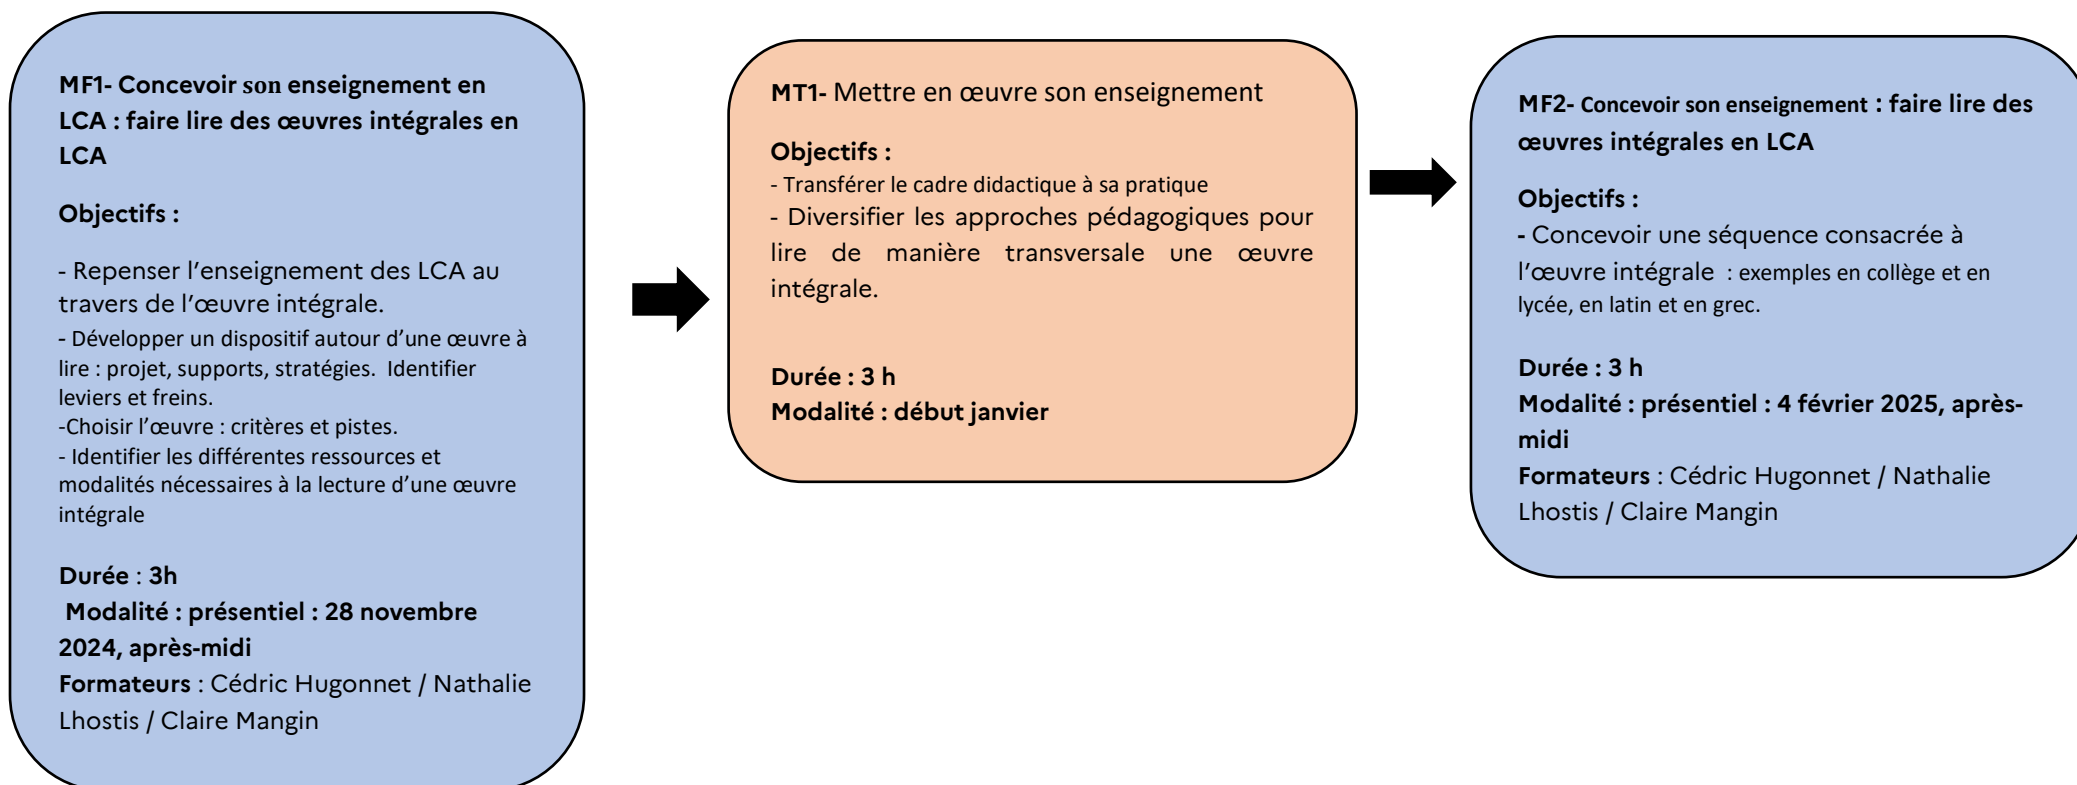 MF1- Concevoir son enseignement en
LCA : faire lire des œuvres intégrales en
LCA
Objectifs :
- Repenser l’enseignement des LCA au
travers de l’œuvre intégrale.
- Développer un dispositif autour d’une œuvre à
lire : projet, supports, stratégies. Identifier
leviers et freins.
-Choisir l’œuvre : critères et pistes.
- Identifier les différentes ressources et
modalités nécessaires à la lecture d’une œuvre
intégrale
Durée : 3h
Modalité : présentiel : 28 novembre
2024, après-midi
Formateurs : Cédric Hugonnet / Nathalie
Lhostis / Claire Mangin
MT1- Mettre en œuvre son enseignement
Objectifs :
- Transférer le cadre didactique à sa pratique
- Diversifier les approches pédagogiques pour
lire de manière transversale une œuvre
intégrale.
Durée : 3 h
Modalité : début janvier
MF2- Concevoir son enseignement : faire lire des
œuvres intégrales en LCA
Objectifs :
- Concevoir une séquence consacrée à
l’œuvre intégrale : exemples en collège et en
lycée, en latin et en grec.
Durée : 3 h
Modalité : présentiel : 4 février 2025, après-
midi
Formateurs : Cédric Hugonnet / Nathalie
Lhostis / Claire Mangin